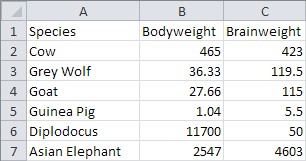 A B C
1 Species Bodyweight Brainweight
2 Cow 465 423
3 Grey Wolf 36.33 119.5
4 Goat 27.66 115
5 Guinea Pig 1.04 5.5
6 Diplodocus 11700 50
7 Asian Elephant 2547 4603